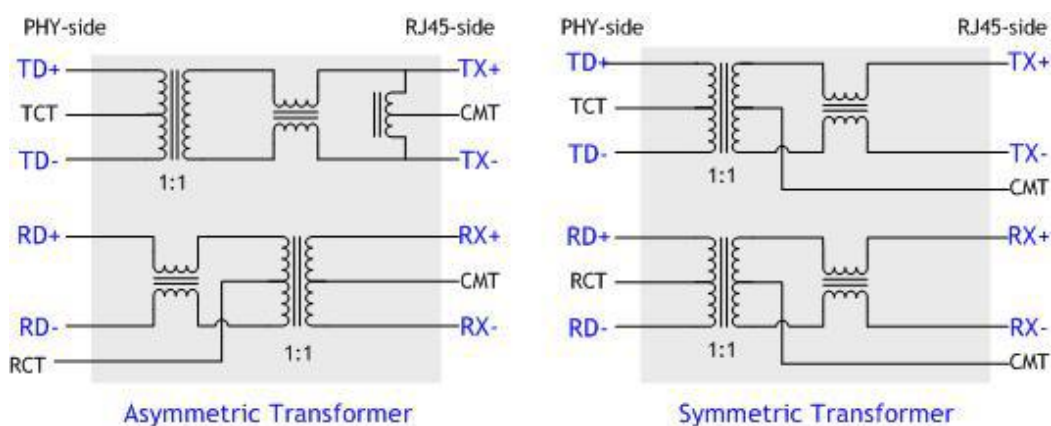 PHY-side
RJ45-side
TD+
TX+
TCT
CMT
TD-
TX-
1:1
RD+
RX+
CMT
RD-
RX-
RCT
1:1
Asymmetric Transformer
PHY-side
RJ45-side
TD+
TX+
TCT
TD-
TX-
1:1
CMT
RD+
RX+
RCT
RD-
RX-
1:1
CMT
Symmetric Transformer